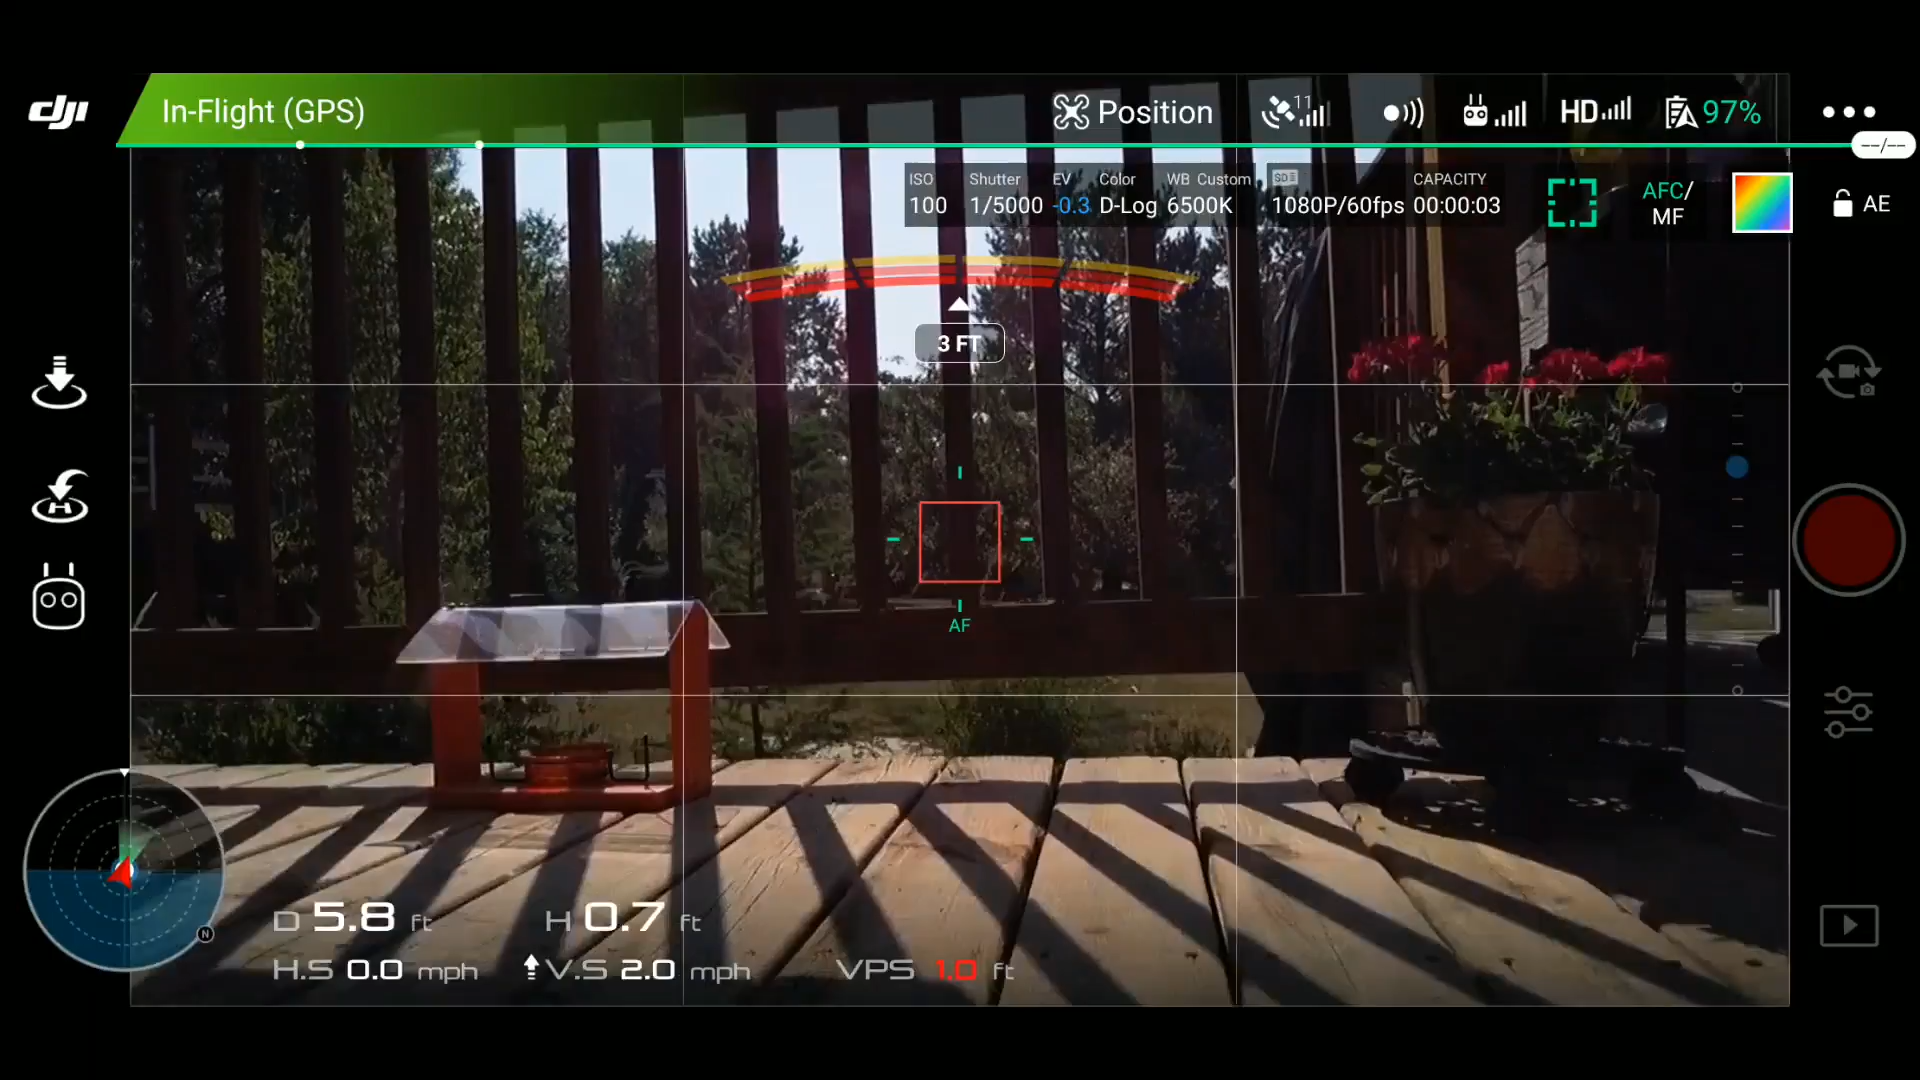 dji
In-Flight (GPS)
Position
11
HD
97%
--/--
ISO Shutter EV Color WB Custom
100 1/5000 -0.3 D-Log 6500K
CAPACITY
1080P/60fps 00:00:03
AFC/
MF
AE
3 FT
AF
H
N
D 5.8 ft H 0.7 ft
H.S 0.0 mph V.S 2.0 mph VPS 1.0 ft